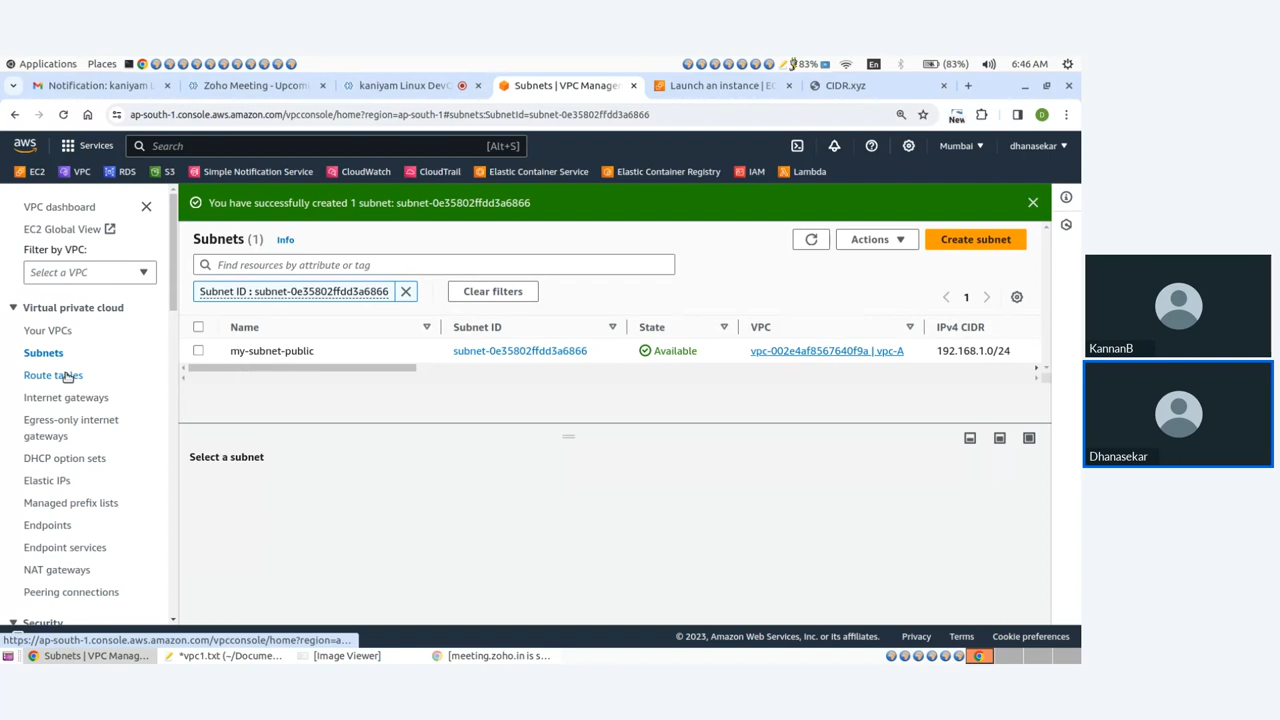 Applications Places 83% En (83%) 6:46 AM
Notification: kaniyam L × Zoho Meeting - Upcomi × kaniyam Linux DevO × Subnets | VPC Manager × Launch an instance | EC × CIDR.xyz × +
ap-south-1.console.aws.amazon.com/vpcconsole/home?region=ap-south-1#subnets:SubnetId=subnet-0e35802ffdd3a6866 New D
aws Services Search [Alt+S] Mumbai dhanasekar
EC2 VPC RDS S3 Simple Notification Service CloudWatch CloudTrail Elastic Container Service Elastic Container Registry IAM Lambda
VPC dashboard
EC2 Global View
Filter by VPC:
Select a VPC
Virtual private cloud
Your VPCs
Subnets
Route tables
Internet gateways
Egress-only internet
gateways
DHCP option sets
Elastic IPs
Managed prefix lists
Endpoints
Endpoint services
NAT gateways
Peering connections
Security
You have successfully created 1 subnet: subnet-0e35802ffdd3a6866
Subnets (1) Info Actions Create subnet
Find resources by attribute or tag
Subnet ID : subnet-0e35802ffdd3a6866 Clear filters
1
Name Subnet ID State VPC IPv4 CIDR
my-subnet-public subnet-0e35802ffdd3a6866 Available vpc-002e4af8567640f9a | vpc-A 192.168.1.0/24
Select a subnet
https://ap-south-1.console.aws.amazon.com/vpcconsole/home?region=a...
© 2023, Amazon Web Services, Inc. or its affiliates. Privacy Terms Cookie preferences
Subnets | VPC Manag... *vpc1.txt (~/Docume... [Image Viewer] [meeting.zoho.in is s...
KannanB
Dhanasekar